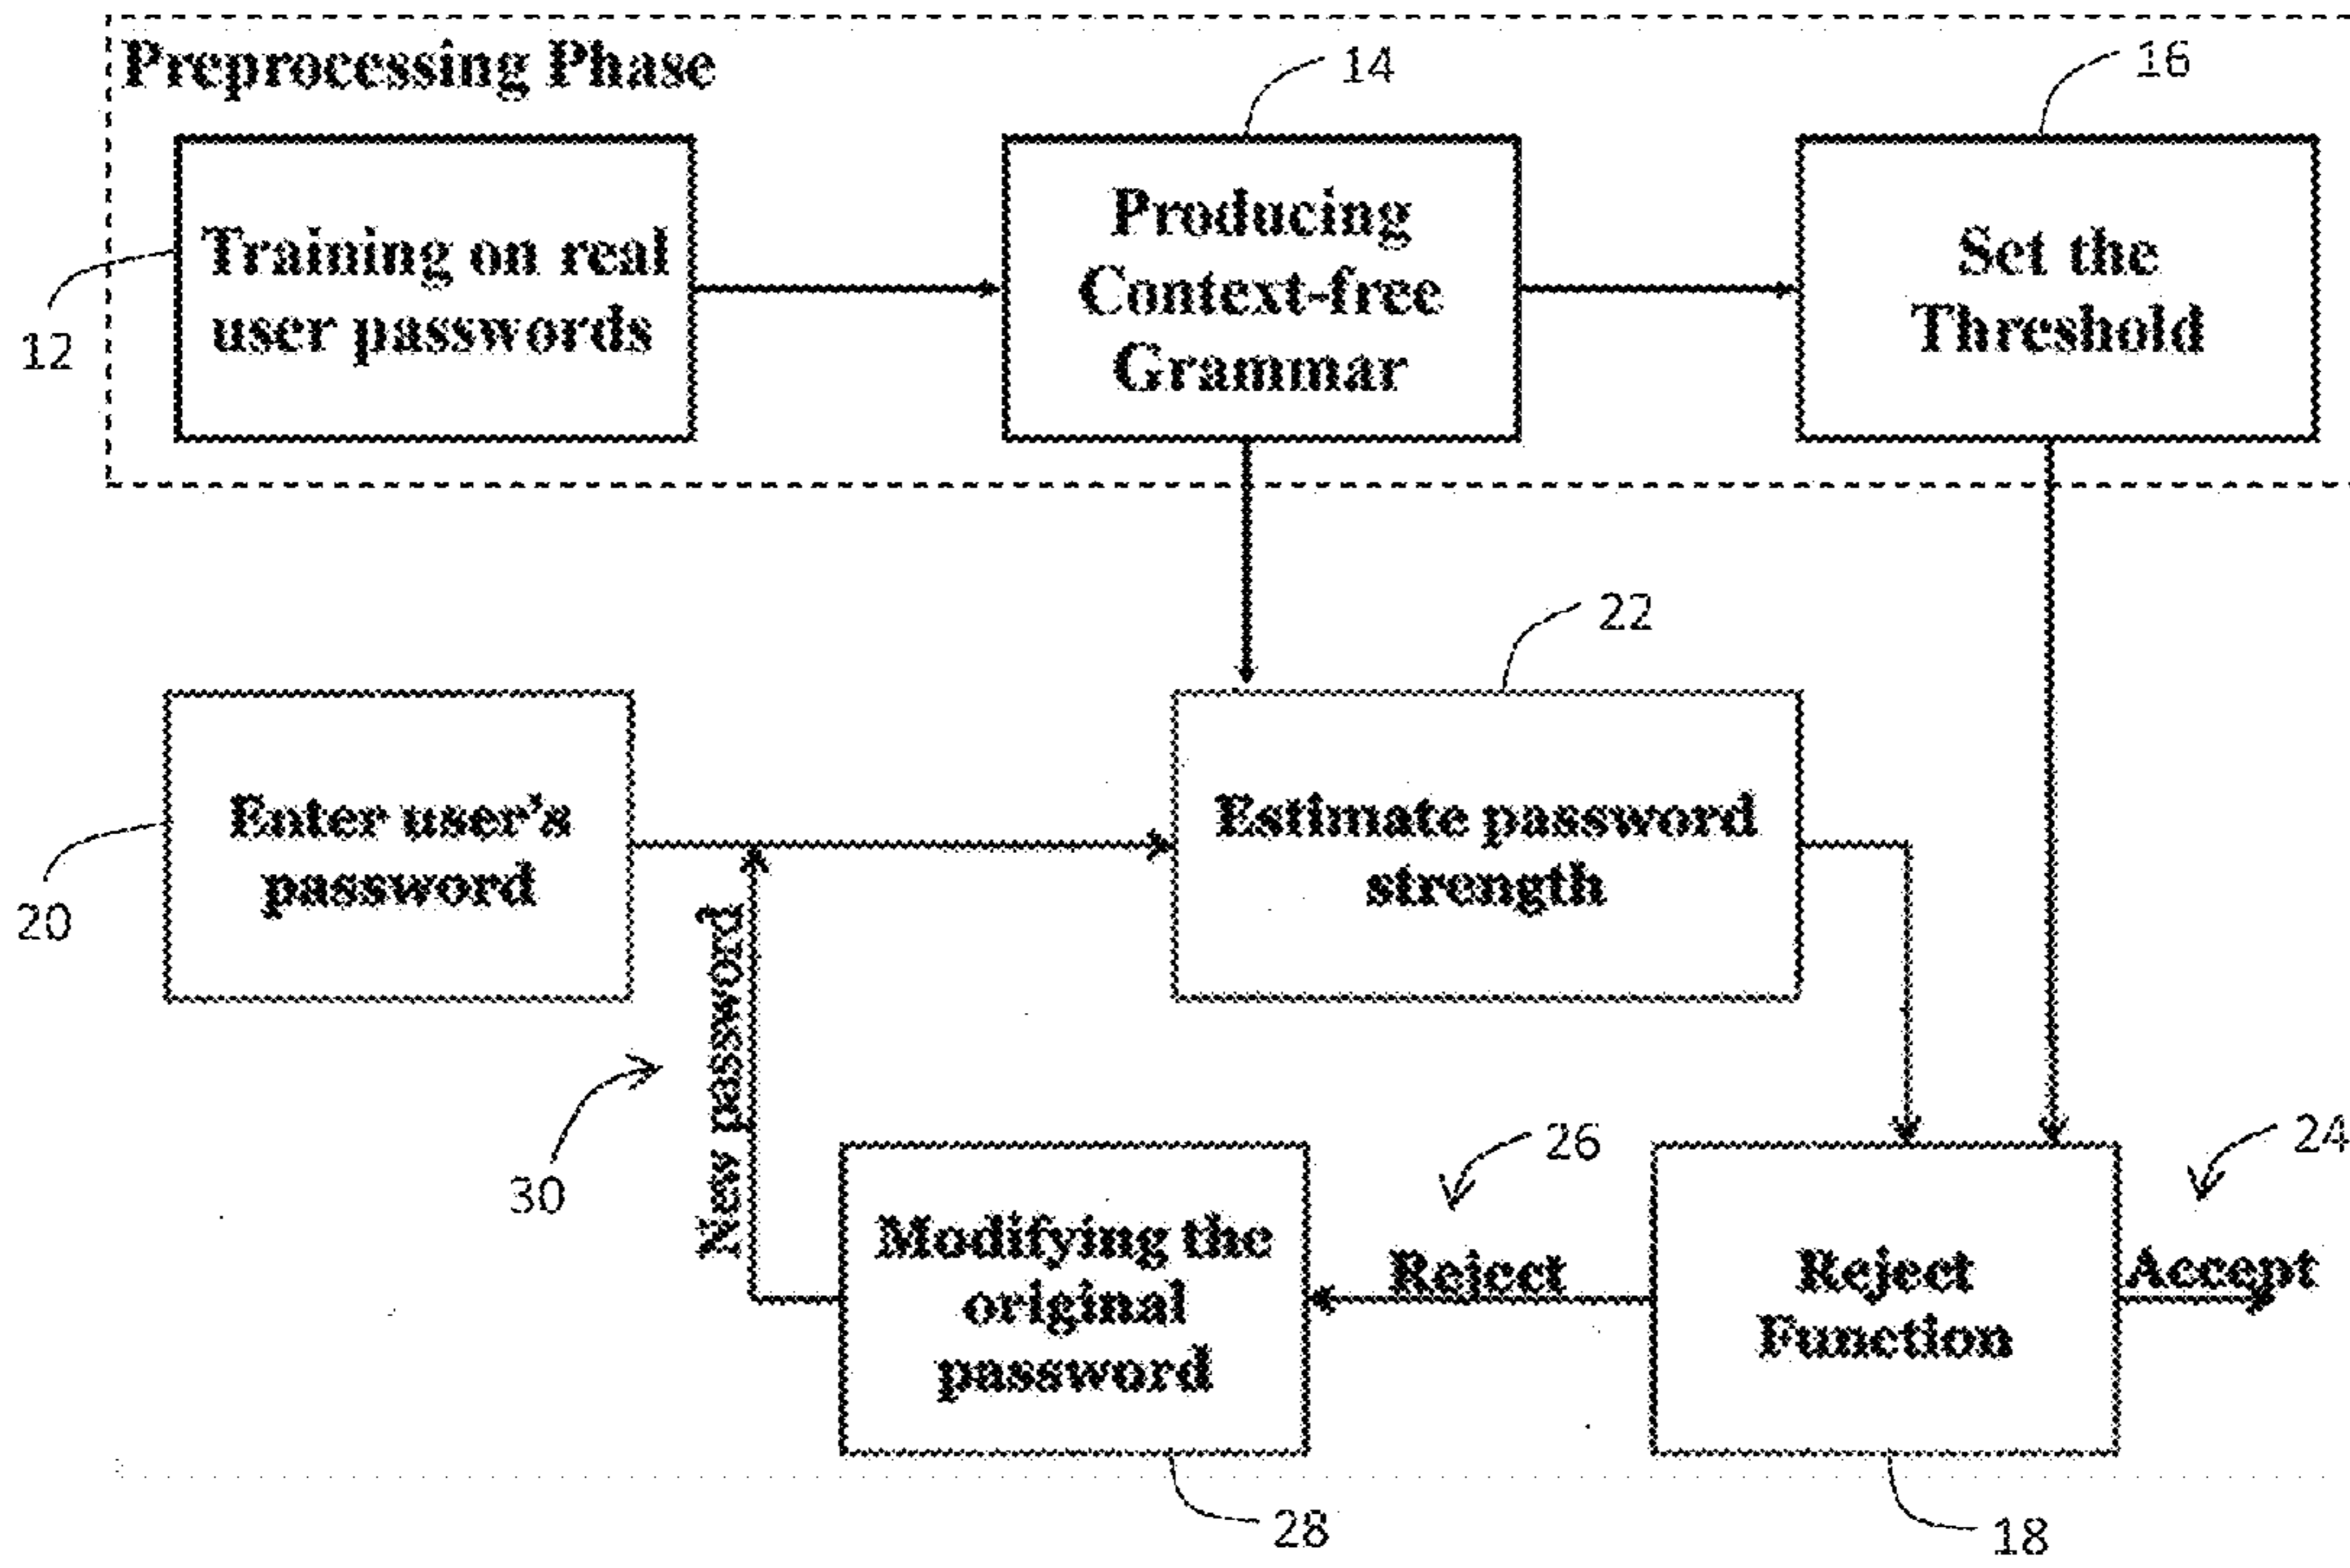 Preprocessing Phase
14
16
Training on real
user passwords
12
Producing
Context-free
Grammar
Set the
Threshold
22
Enter user's
password
20
Estimate password
strength
New password
30
26
24
Modifying the
original
password
Reject
Reject
Function
Accept
28
18